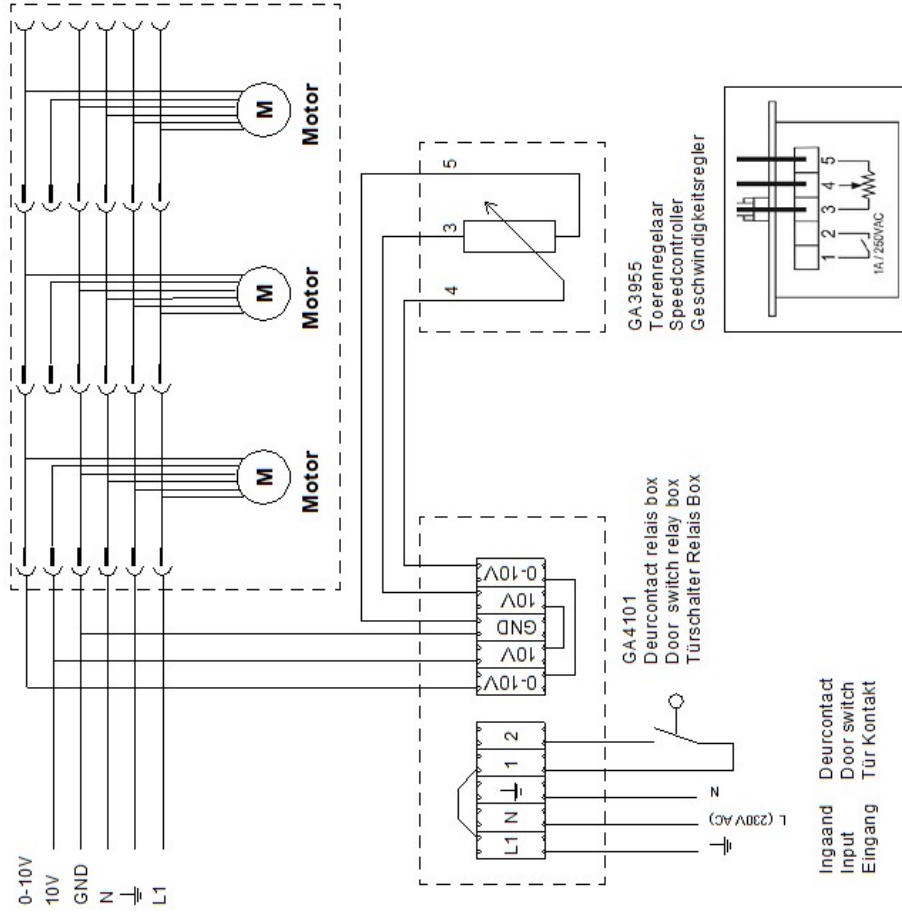 0-10V
10V
GND
N
L1
M
Motor
M
Motor
M
Motor
0-10V
10V
GND
10V
0-10V
L1
N
1
2
GA4101
Deurcontact relais box
Door switch relay box
Türschalter Relais Box
4
3
5
GA3955
Toerenregelaar
Speedcontroller
Geschwindigkeitsregler
1 2 3 4 5
1A / 250VAC
L (230V AC)
N
Ingaand Deurcontact
Input Door switch
Eingang Tür Kontakt